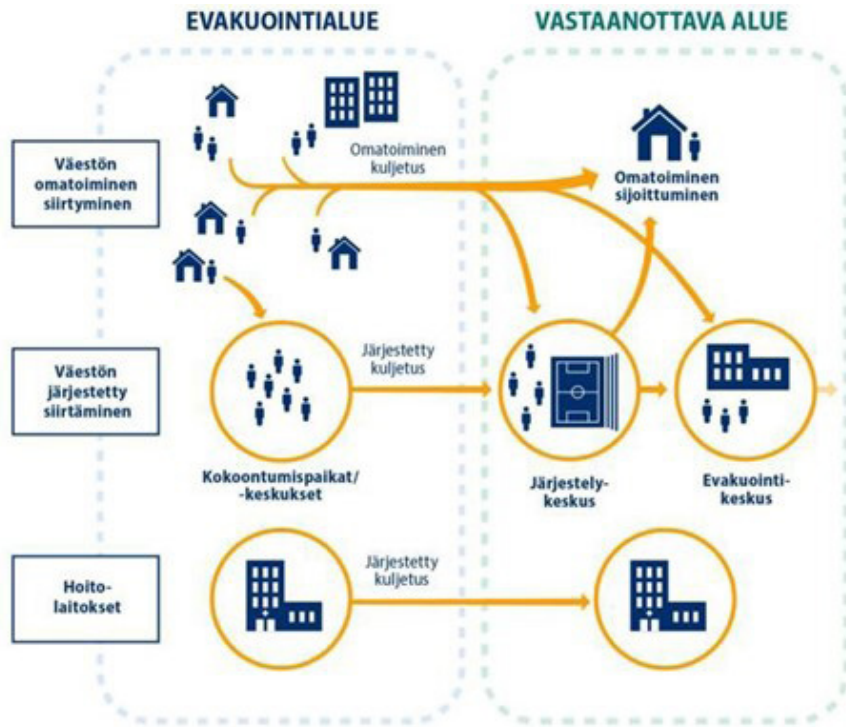 EVAKUOINTIALUE
VASTAANOTTAVA ALUE
Väestön
omatoiminen
siirtyminen
Omatoiminen
kuljetus
Omatoiminen
sijoittuminen
Väestön
järjestetty
siirtäminen
Järjestetty
kuljetus
Kokoontumispaikat/
-keskukset
Järjestely-
keskus
Evakuointi-
keskus
Hoito-
laitokset
Järjestetty
kuljetus